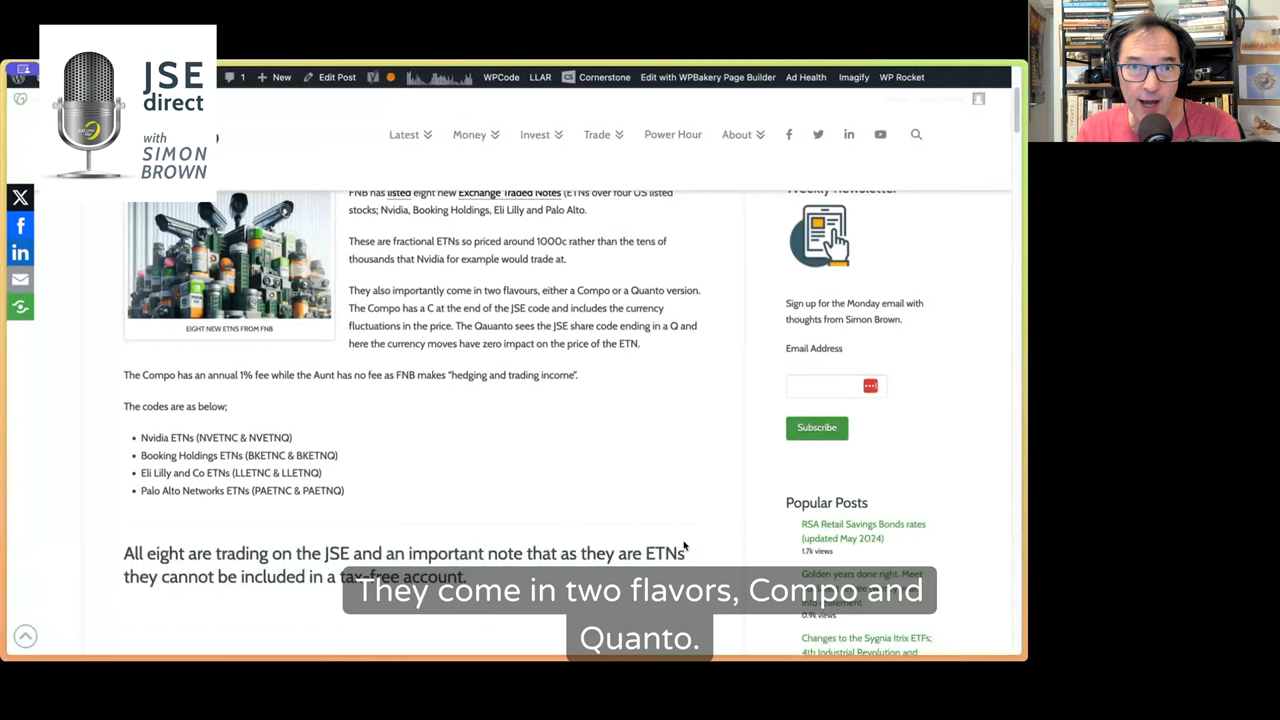 JSE
direct
with
SIMON
BROWN
just one lap
1
New
Edit Post
WPCode
LLAR
Cornerstone
Edit with WPBakery Page Builder
Ad Health
Imagify
WP Rocket
Latest
Money
Invest
Trade
Power Hour
About
FNB has listed eight new Exchange Traded Notes (ETNs over four US listed
stocks; Nvidia, Booking Holdings, Eli Lilly and Palo Alto.
These are fractional ETNs so priced around 1000c rather than the tens of
thousands that Nvidia for example would trade at.
They also importantly come in two flavours, either a Compo or a Quanto version.
The Compo has a C at the end of the JSE code and includes the currency
fluctuations in the price. The Qauanto sees the JSE share code ending in a Q and
here the currency moves have zero impact on the price of the ETN.
EIGHT NEW ETNS FROM FNB
The Compo has an annual 1% fee while the Aunt has no fee as FNB makes “hedging and trading income”.
The codes are as below;
• Nvidia ETNs (NVETNC & NVETNQ)
• Booking Holdings ETNs (BKETNC & BKETNQ)
• Eli Lilly and Co ETNs (LLETNC & LLETNQ)
• Palo Alto Networks ETNs (PAETNC & PAETNQ)
All eight are trading on the JSE and an important note that as they are ETNs
they cannot be included in a tax-free account.
Weekly Newsletter
Sign up for the Monday email with
thoughts from Simon Brown.
Email Address
Subscribe
Popular Posts
RSA Retail Savings Bonds rates
(updated May 2024)
1.7k views
Golden years done right. Meet
retirement
0.9k views
Changes to the Sygnia Itrix ETFs;
4th Industrial Revolution and
They come in two flavors, Compo and
Quanto.